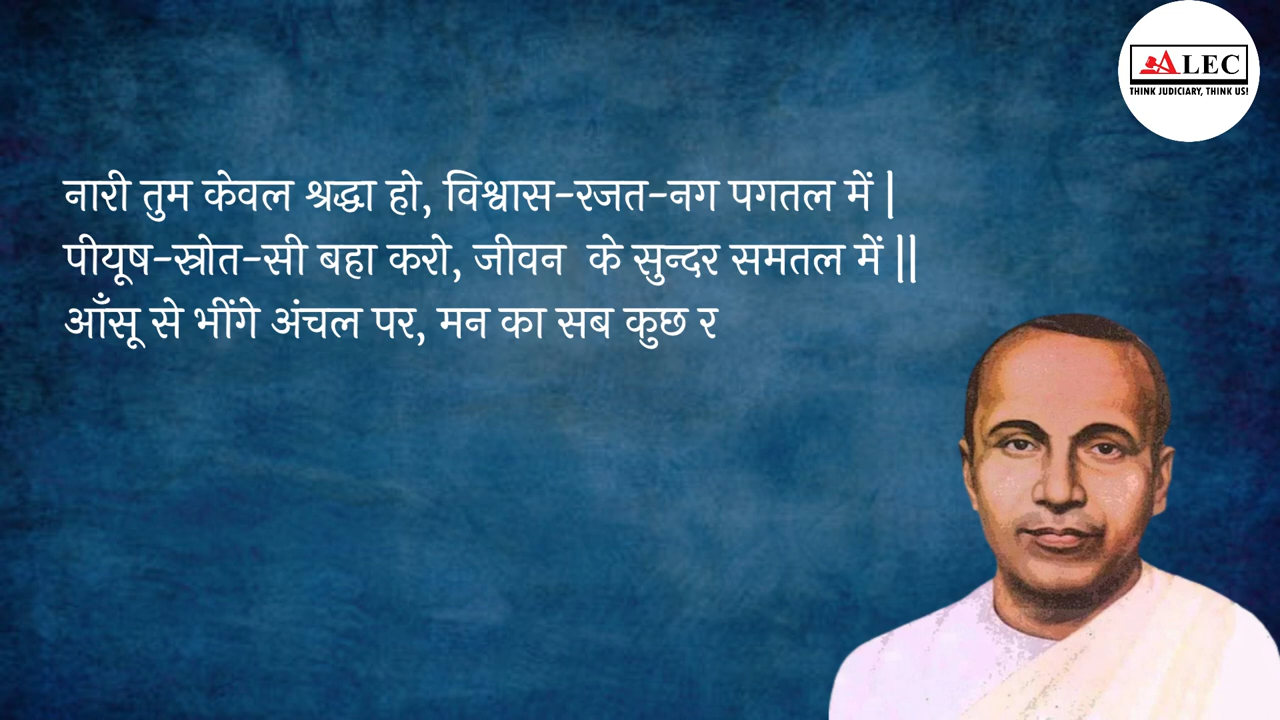 ALEC
THINK JUDICIARY, THINK US!
नारी तुम केवल श्रद्धा हो, विश्वास-रजत-नग पगतल में |
पीयूष-स्रोत-सी बहा करो, जीवन के सुन्दर समतल में ||
आँसू से भींगे अंचल पर, मन का सब कुछ र